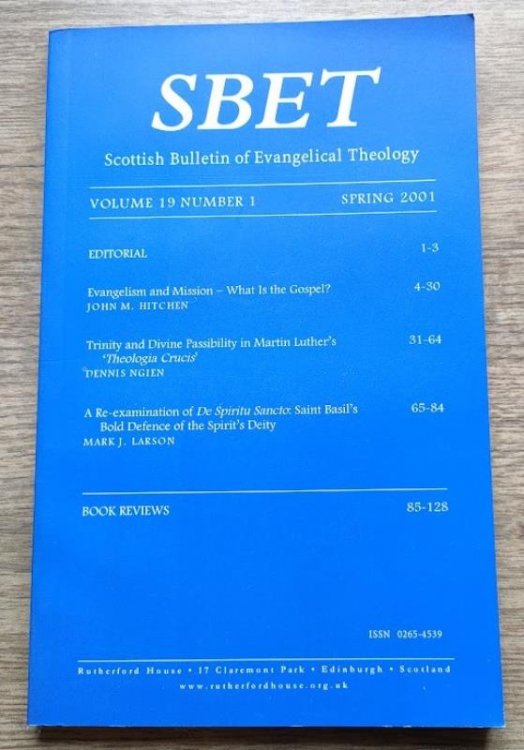 SBET
Scottish Bulletin of Evangelical Theology
VOLUME 19 NUMBER 1 SPRING 2001
EDITORIAL 1-3
Evangelism and Mission – What Is the Gospel? 4-30
JOHN M. HITCHEN
Trinity and Divine Passibility in Martin Luther's 31-64
'Theologia Crucis'
DENNIS NGIEN
A Re-examination of De Spiritu Sancto: Saint Basil's 65-84
Bold Defence of the Spirit's Deity
MARK J. LARSON
BOOK REVIEWS 85-128
ISSN 0265-4539
Rutherford House • 17 Claremont Park • Edinburgh • Scotland
www.rutherfordhouse.org.uk